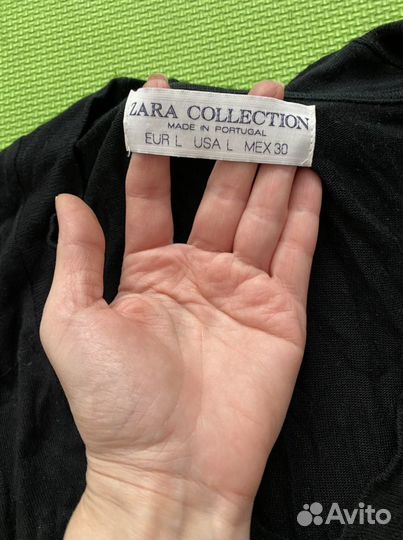 ZARA COLLECTION
MADE IN PORTUGAL
EUR L USA L MEX 30
Avito